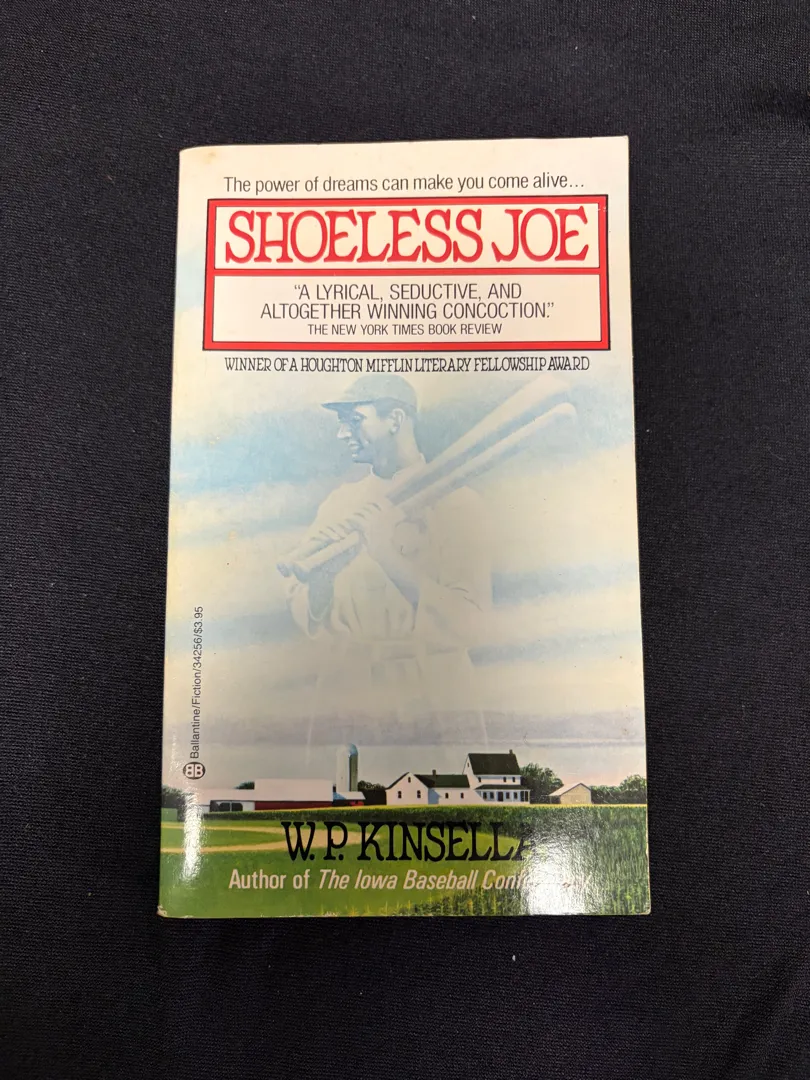 The power of dreams can make you come alive...
SHOELESS JOE
"A LYRICAL, SEDUCTIVE, AND
ALTOGETHER WINNING CONCOCTION."
THE NEW YORK TIMES BOOK REVIEW
WINNER OF A HOUGHTON MIFFLIN LITERARY FELLOWSHIP AWARD
BB Ballantine/Fiction/34256/$3.95
W. P. KINSELLA
Author of The Iowa Baseball Confederacy